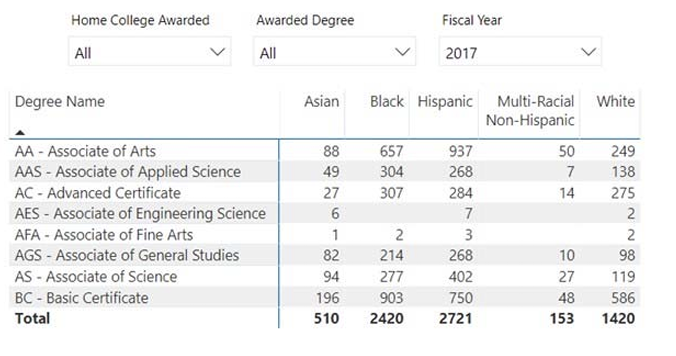 Home College Awarded Awarded Degree Fiscal Year
All All 2017
Degree Name Asian Black Hispanic Multi-Racial White
Non-Hispanic
AA - Associate of Arts 88 657 937 50 249
AAS - Associate of Applied Science 49 304 268 7 138
AC - Advanced Certificate 27 307 284 14 275
AES - Associate of Engineering Science 6 7 2
AFA - Associate of Fine Arts 1 2 3 2
AGS - Associate of General Studies 82 214 268 10 98
AS - Associate of Science 94 277 402 27 119
BC - Basic Certificate 196 903 750 48 586
Total 510 2420 2721 153 1420